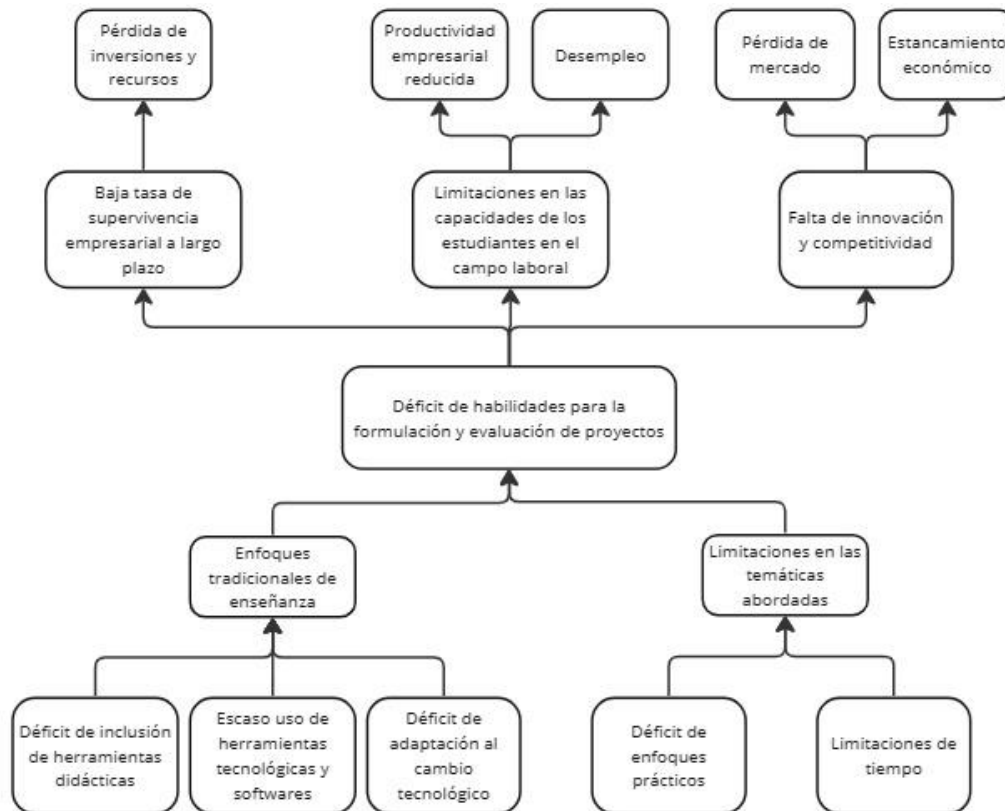 Pérdida de
inversiones y
recursos
Productividad
empresarial
reducida
Desempleo
Pérdida de
mercado
Estancamiento
económico
Baja tasa de
supervivencia
empresarial a largo
plazo
Limitaciones en las
capacidades de los
estudiantes en el
campo laboral
Falta de innovación
y competitividad
Déficit de habilidades para la
formulación y evaluación de proyectos
Enfoques
tradicionales de
enseñanza
Limitaciones en las
temáticas
abordadas
Déficit de inclusión
de herramientas
didácticas
Escaso uso de
herramientas
tecnológicas y
softwares
Déficit de
adaptación al
cambio
tecnológico
Déficit de
enfoques
prácticos
Limitaciones de
tiempo